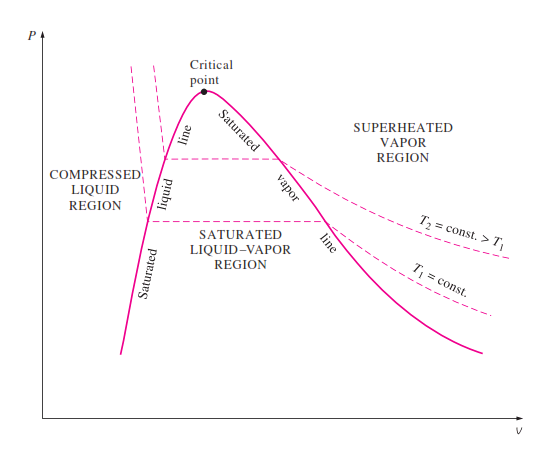 P
Critical
point
Saturated
line
SUPERHEATED
VAPOR
REGION
COMPRESSED
LIQUID
REGION
liquid
vapor
T₂ = const. > T₁
SATURATED
LIQUID–VAPOR
REGION
line
Saturated
T₁ = const.
v